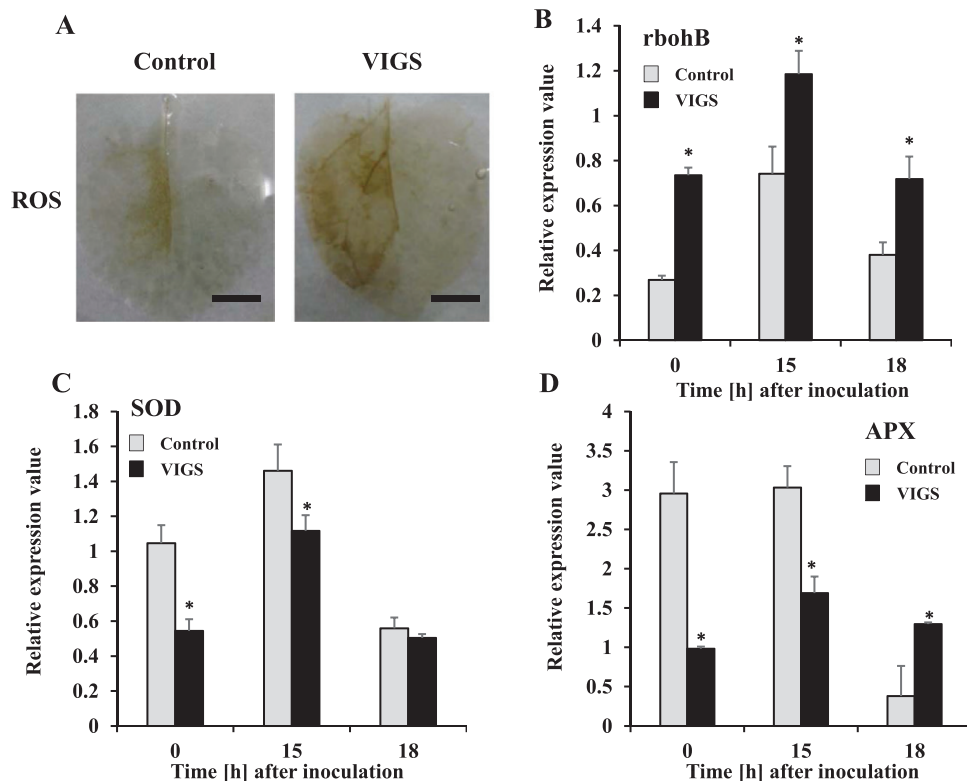 A
Control
VIGS
ROS
B
rbohB
Control
VIGS
Relative expression value
1.4
1.2
1
0.8
0.6
0.4
0.2
0
*
*
*
0
15
18
Time [h] after inoculation
C
SOD
Control
VIGS
Relative expression value
1.8
1.6
1.4
1.2
1
0.8
0.6
0.4
0.2
0
*
*
0
15
18
Time [h] after inoculation
D
APX
Control
VIGS
Relative expression value
4
3.5
3
2.5
2
1.5
1
0.5
0
*
*
*
0
15
18
Time [h] after inoculation